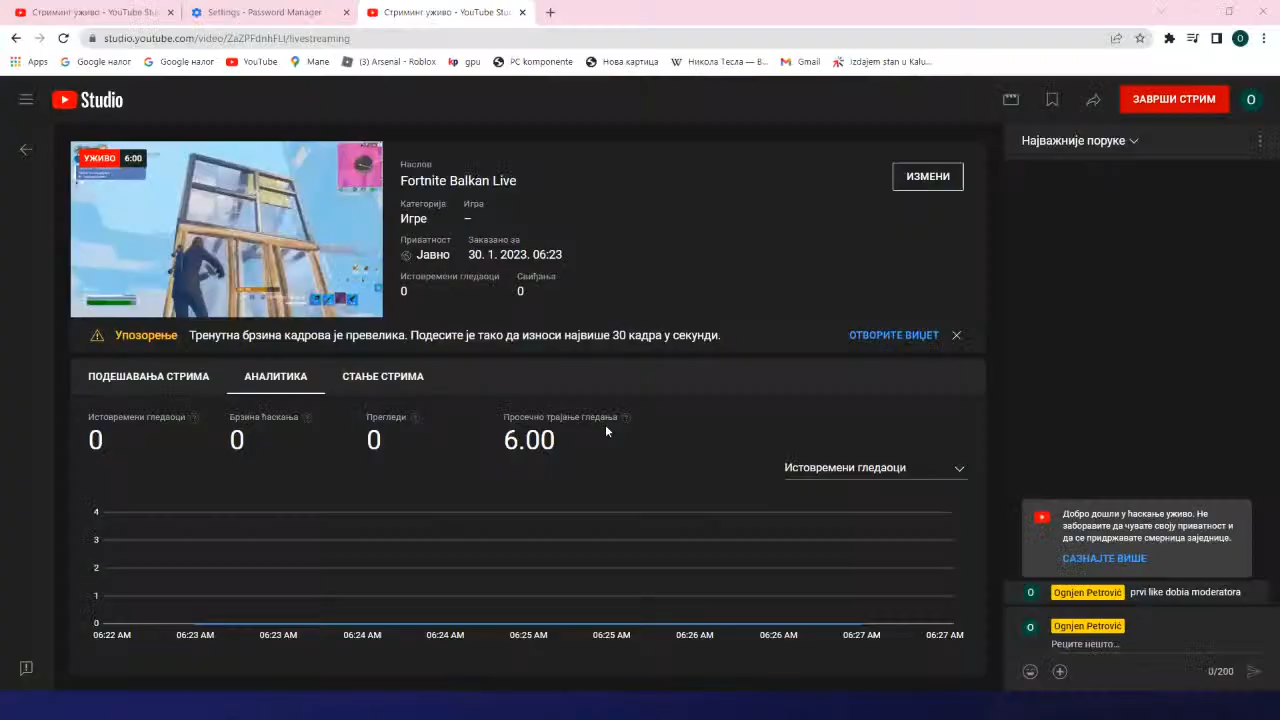 Стриминг уживо - YouTube Stu
Settings - Password Manager
Стриминг уживо - YouTube Stu
studio.youtube.com/video/ZaZPFdnhFLI/livestreaming
Apps
Google налог
Google налог
YouTube
Мапе
(3) Arsenal - Roblox
kp gpu
PC komponente
Нова картица
W Никола Тесла — В...
Gmail
izdajem stan u Kalu...
Studio
ЗАВРШИ СТРИМ
O
УЖИВО 6:00
Наслов
Fortnite Balkan Live
ИЗМЕНИ
Категорија Игра
Игре –
Приватност Заказано за
Јавно 30. 1. 2023. 06:23
Истовремени гледаоци Свиђања
0 0
Упозорење Тренутна брзина кадрова је превелика. Подесите је тако да износи највише 30 кадра у секунди.
ОТВОРИТЕ ВИЏЕТ
ПОДЕШАВАЊА СТРИМА АНАЛИТИКА СТАЊЕ СТРИМА
Истовремени гледаоци Брзина ћаскања Прегледи Просечно трајање гледања
0 0 0 6.00
Истовремени гледаоци
4
3
2
1
0
06:22 AM 06:23 AM 06:23 AM 06:24 AM 06:24 AM 06:25 AM 06:25 AM 06:26 AM 06:26 AM 06:27 AM 06:27 AM
Најважније поруке
Добро дошли у ћаскање уживо. Не
заборавите да чувате своју приватност и
да се придржавате смерница заједнице.
САЗНАЈТЕ ВИШЕ
O Ognjen Petrović prvi like dobia moderatora
O Ognjen Petrović
Реците нешто...
0/200